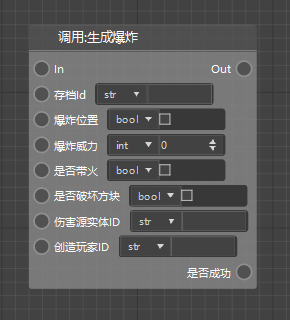 调用:生成爆炸
In Out
存档Id str
爆炸位置 bool
爆炸威力 int 0
是否带火 bool
是否破坏方块 bool
伤害源实体ID str
创造玩家ID str
是否成功